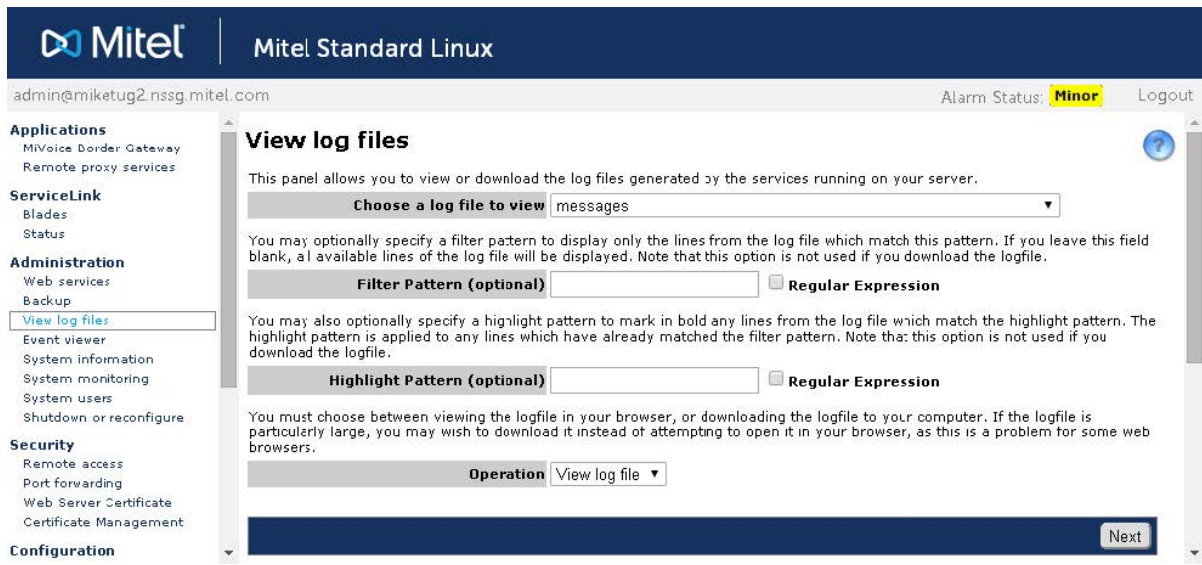 Mitel
Mitel Standard Linux
admin@miketug2.nssg.mitel.com
Alarm Status: Minor
Logout
Applications
MiVoice Border Gateway
Remote proxy services
ServiceLink
Blades
Status
Administration
Web services
Backup
View log files
Event viewer
System information
System monitoring
System users
Shutdown or reconfigure
Security
Remote access
Port forwarding
Web Server Certificate
Certificate Management
Configuration
View log files
?
This panel allows you to view or download the log files generated by the services running on your server.
Choose a log file to view messages
You may optionally specify a filter pattern to display only the lines from the log file which match this pattern. If you leave this field
blank, all available lines of the log file will be displayed. Note that this option is not used if you download the logfile.
Filter Pattern (optional) Regular Expression
You may also optionally specify a highlight pattern to mark in bold any lines from the log file which match the highlight pattern. The
highlight pattern is applied to any lines which have already matched the filter pattern. Note that this option is not used if you
download the logfile.
Highlight Pattern (optional) Regular Expression
You must choose between viewing the logfile in your browser, or downloading the logfile to your computer. If the logfile is
particularly large, you may wish to download it instead of attempting to open it in your browser, as this is a problem for some web
browsers.
Operation View log file
Next